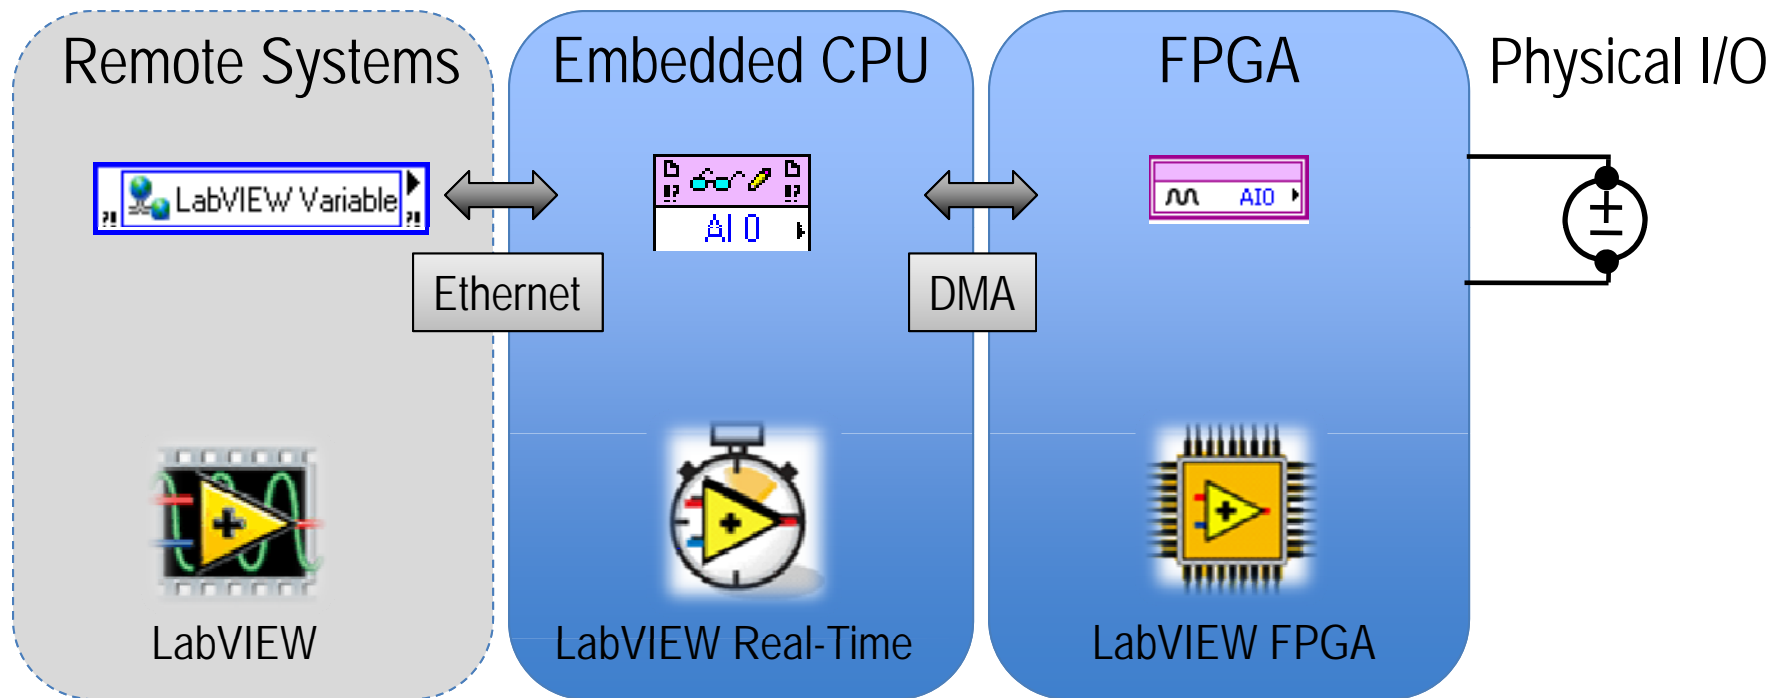 Remote Systems
Embedded CPU
FPGA
Physical I/O
?! LabVIEW Variable ?!
!? !?
AI 0
AI0
Ethernet
DMA
LabVIEW
LabVIEW Real-Time
LabVIEW FPGA